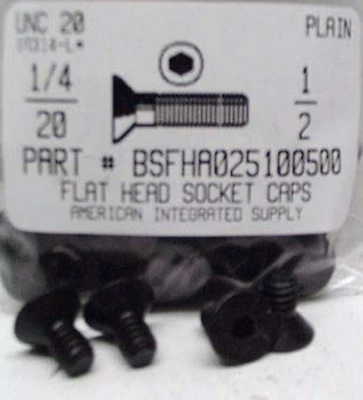 UNC 20
PLAIN
1/4
20
1
2
PART # BSFHA025100500
FLAT HEAD SOCKET CAPS
AMERICAN INTEGRATED SUPPLY